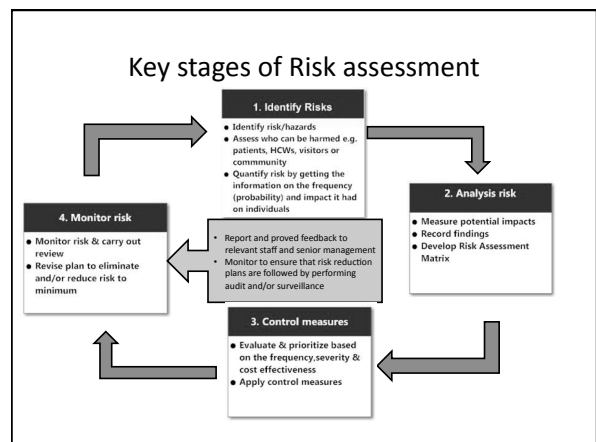 Key stages of Risk assessment
1. Identify Risks
● Identify risk/hazards
● Assess who can be harmed e.g.
patients, HCWs, visitors or
commmunity
● Quantify risk by getting the
information on the frequency
(probability) and impact it had
on individuals
2. Analysis risk
● Measure potential impacts
● Record findings
● Develop Risk Assessment
Matrix
3. Control measures
● Evaluate & prioritize based
on the frequency,severity &
cost effectiveness
● Apply control measures
4. Monitor risk
● Monitor risk & carry out
review
● Revise plan to eliminate
and/or reduce risk to
minimum
• Report and proved feedback to
relevant staff and senior management
• Monitor to ensure that risk reduction
plans are followed by performing
audit and/or surveillance